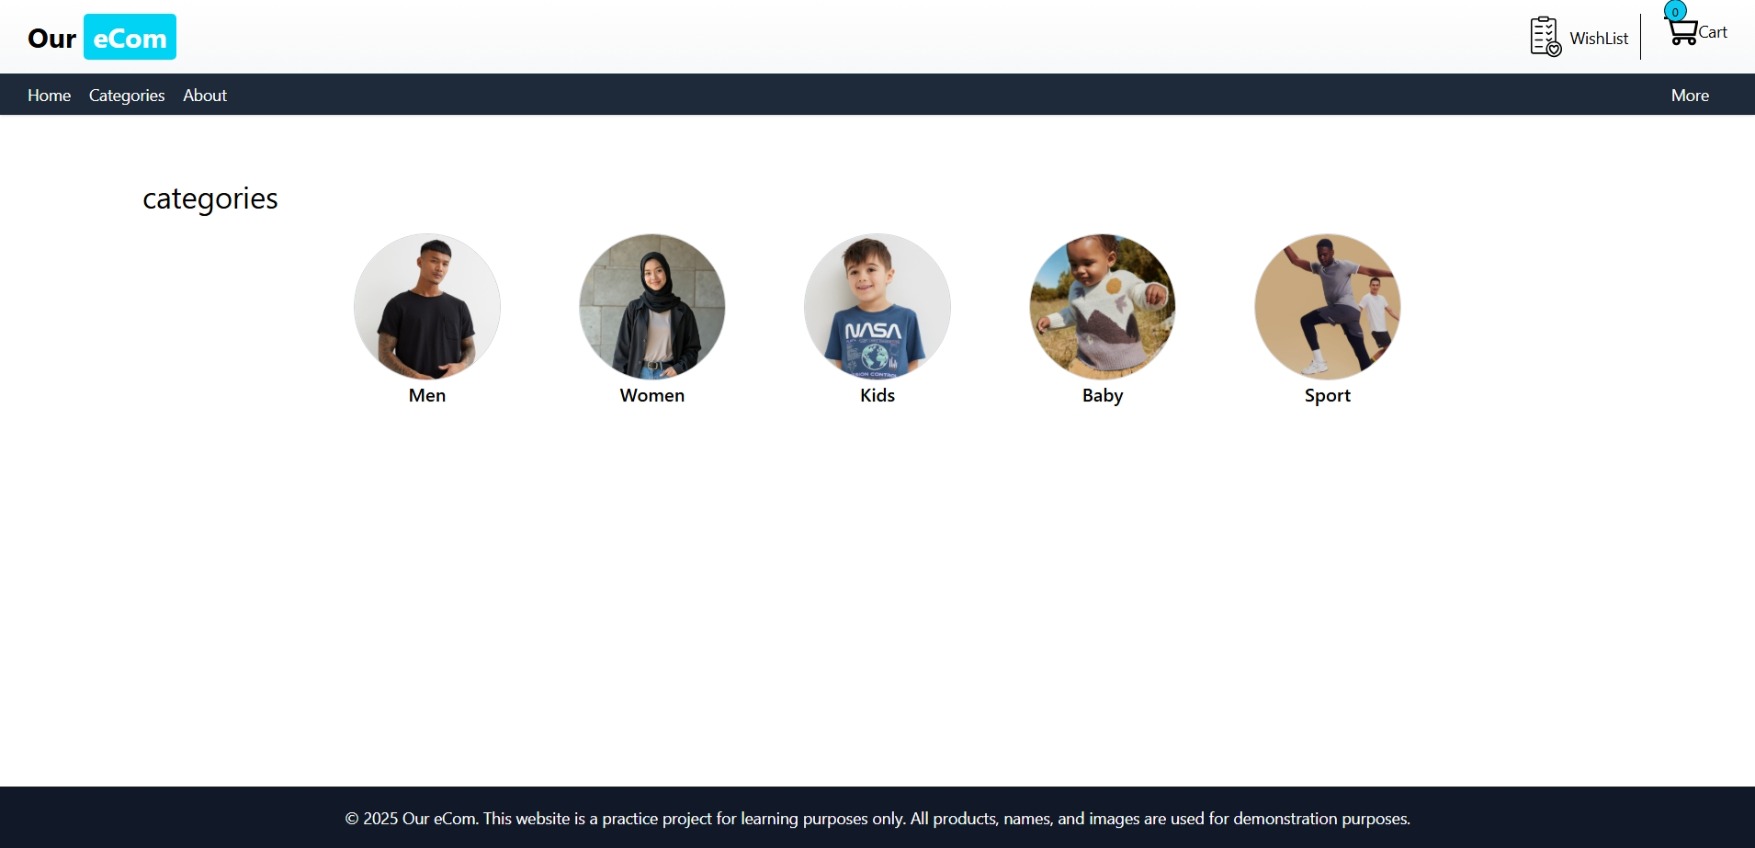 Our eCom
WishList
0
Cart
Home
Categories
About
More
categories
NASA
Men
Women
Kids
Baby
Sport
© 2025 Our eCom. This website is a practice project for learning purposes only. All products, names, and images are used for demonstration purposes.